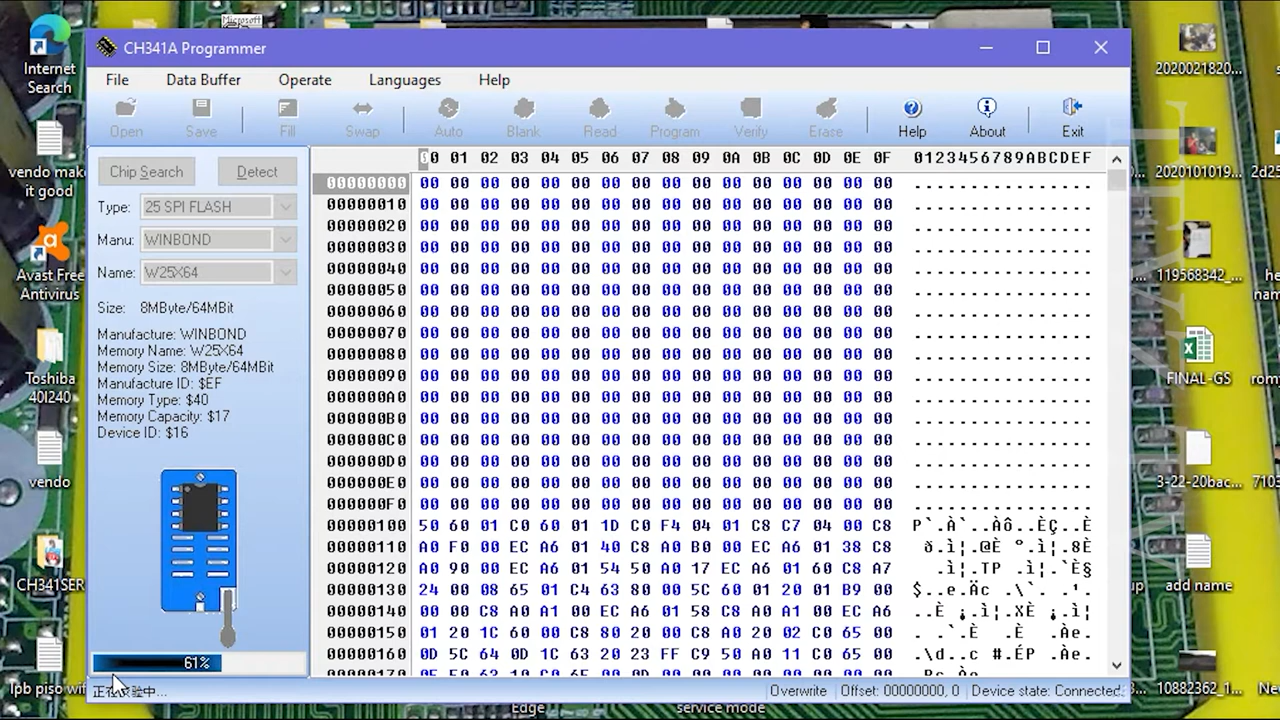 Microsoft
Internet
Search
vendo make
it good
Avast Free
Antivirus
Toshiba
40l240
vendo
CH341SER
CH341A Programmer
File Data Buffer Operate Languages Help
Open Save Fill Swap Auto Blank Read Program Verify Erase Help About Exit
Chip Search Detect
Type: 25 SPI FLASH
Manu: WINBOND
Name: W25X64
Size: 8MByte/64MBit
Manufacture: WINBOND
Memory Name: W25X64
Memory Size: 8MByte/64MBit
Manufacture ID: $EF
Memory Type: $40
Memory Capacity: $17
Device ID: $16
61%
00 01 02 03 04 05 06 07 08 09 0A 0B 0C 0D 0E 0F 0123456789ABCDEF
00000000 00 00 00 00 00 00 00 00 00 00 00 00 00 00 00 00 ................
00000010 00 00 00 00 00 00 00 00 00 00 00 00 00 00 00 00 ................
00000020 00 00 00 00 00 00 00 00 00 00 00 00 00 00 00 00 ................
00000030 00 00 00 00 00 00 00 00 00 00 00 00 00 00 00 00 ................
00000040 00 00 00 00 00 00 00 00 00 00 00 00 00 00 00 00 ................
00000050 00 00 00 00 00 00 00 00 00 00 00 00 00 00 00 00 ................
00000060 00 00 00 00 00 00 00 00 00 00 00 00 00 00 00 00 ................
00000070 00 00 00 00 00 00 00 00 00 00 00 00 00 00 00 00 ................
00000080 00 00 00 00 00 00 00 00 00 00 00 00 00 00 00 00 ................
00000090 00 00 00 00 00 00 00 00 00 00 00 00 00 00 00 00 ................
000000A0 00 00 00 00 00 00 00 00 00 00 00 00 00 00 00 00 ................
000000B0 00 00 00 00 00 00 00 00 00 00 00 00 00 00 00 00 ................
000000C0 00 00 00 00 00 00 00 00 00 00 00 00 00 00 00 00 ................
000000D0 00 00 00 00 00 00 00 00 00 00 00 00 00 00 00 00 ................
000000E0 00 00 00 00 00 00 00 00 00 00 00 00 00 00 00 00 ................
000000F0 00 00 00 00 00 00 00 00 00 00 00 00 00 00 00 00 ................
00000100 50 60 01 C0 60 01 1D C0 F4 04 01 C8 C7 04 00 C8 P`.À`..Àô..ÈÇ..È
00000110 A0 F0 00 EC A6 01 40 C8 A0 B0 00 EC A6 01 38 C8 ð.ì¦.@È °.ì¦.8È
00000120 A0 90 00 EC A6 01 54 50 A0 17 EC A6 01 60 C8 A7 .ì¦.TP .ì¦.`È§
00000130 24 00 08 65 01 C4 63 80 00 5C 60 01 20 01 B9 00 $..e.Äc .\`. .¹.
00000140 00 00 C8 A0 A1 00 EC A6 01 58 C8 A0 A1 00 EC A6 ..È ¡.ì¦.XÈ ¡.ì¦
00000150 01 20 1C 60 00 C8 80 20 00 C8 A0 20 02 C0 65 00 . .`.È .È .Àe.
00000160 0D 5C 64 0D 1C 63 20 23 FF C9 50 A0 11 C0 65 00 .\d..c #.ÉP .Àe.
Overwrite Offset: 00000000, 0 Device state: Connected.
Edge
service mode
2020021820...
2020101019...
119568342_...
FINAL-GS
3-22-20bac...
add name
10882362_1...